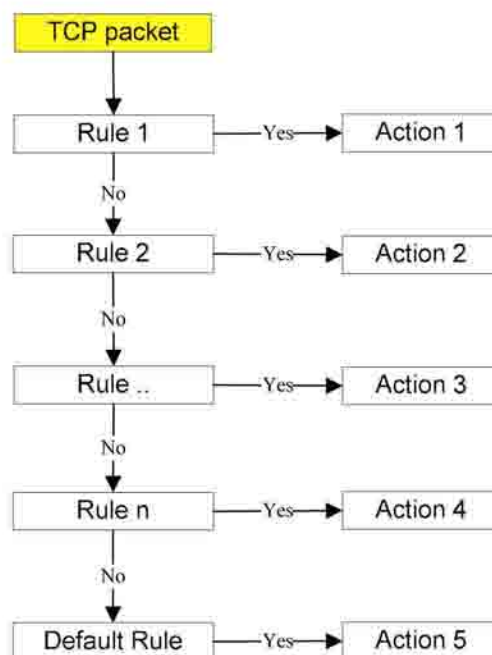 TCP packet
Rule 1
Yes
Action 1
No
Rule 2
Yes
Action 2
No
Rule ..
Yes
Action 3
No
Rule n
Yes
Action 4
No
Default Rule
Yes
Action 5